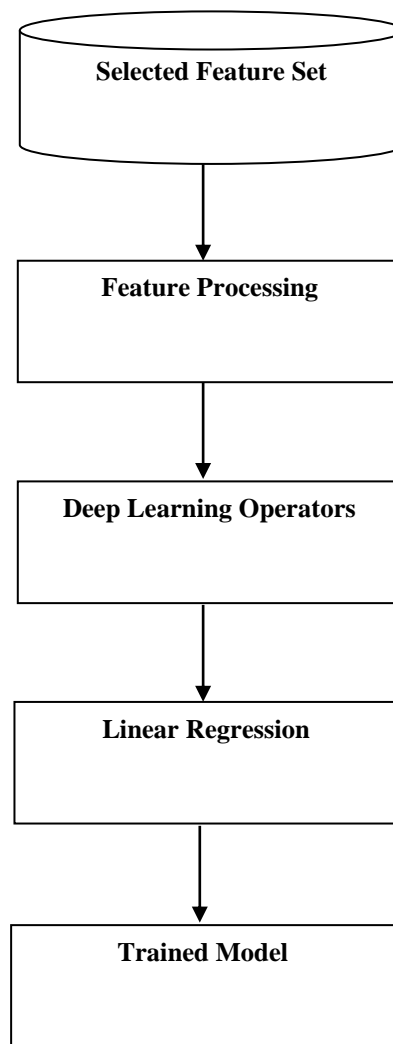 Selected Feature Set
Feature Processing
Deep Learning Operators
Linear Regression
Trained Model